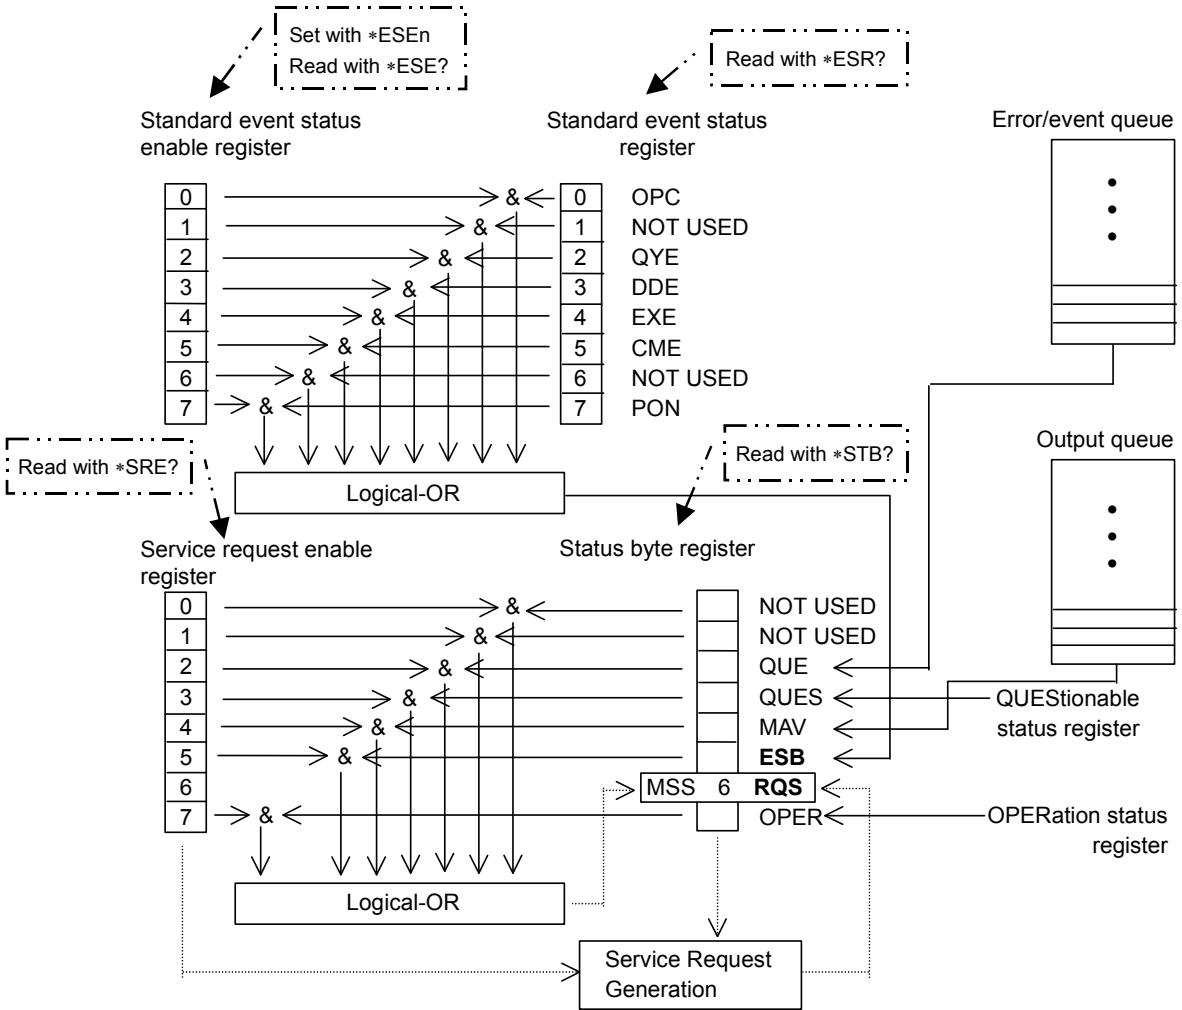 Set with ∗ESEn
Read with ∗ESE?
Read with ∗ESR?
Standard event status
enable register
Standard event status
register
Error/event queue
0 & 0 OPC
1 & 1 NOT USED
2 & 2 QYE
3 & 3 DDE
4 & 4 EXE
5 & 5 CME
6 & 6 NOT USED
7 & 7 PON
Read with ∗SRE?
Read with ∗STB?
Output queue
Logical-OR
Service request enable
register
Status byte register
0 & NOT USED
1 & NOT USED
2 & QUE
3 & QUES
QUEStionable
status register
4 & MAV
5 & ESB
6 MSS 6 RQS
7 & OPER
OPERation status
register
Logical-OR
Service Request
Generation